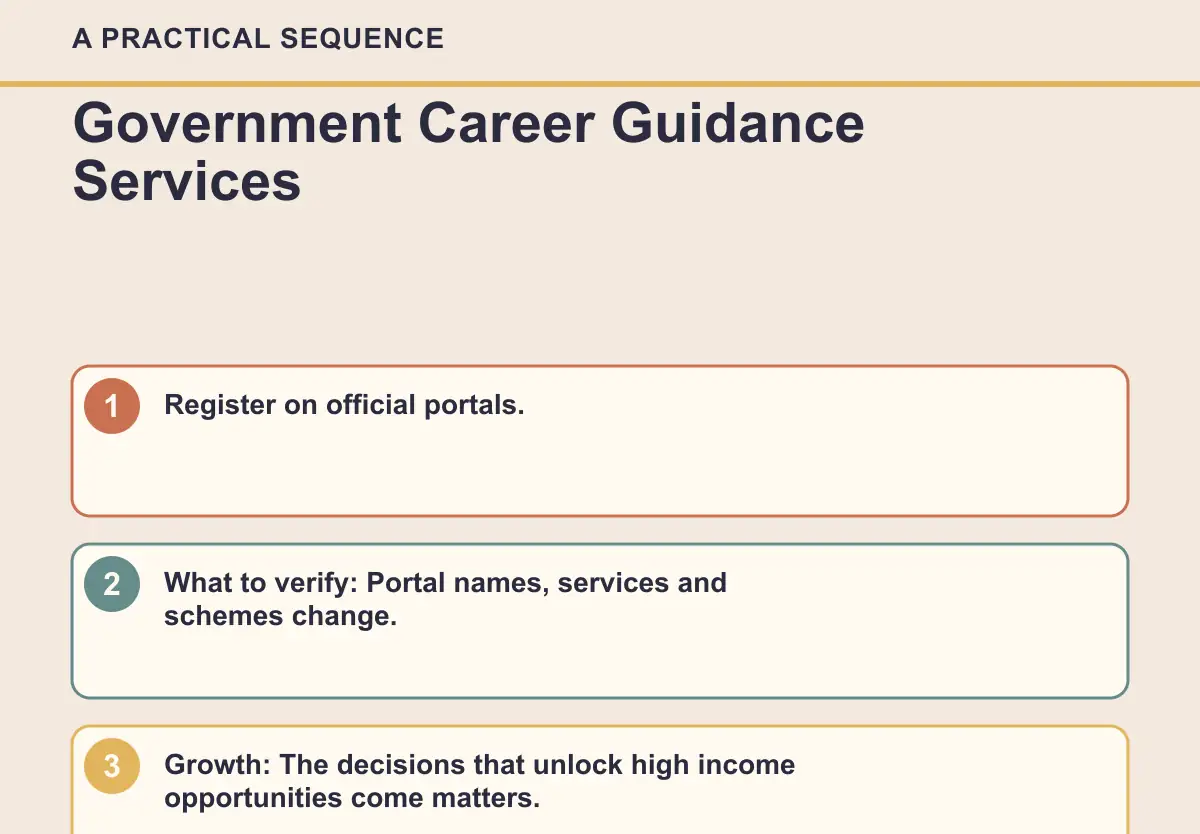 A PRACTICAL SEQUENCE
Government Career Guidance
Services
1
Register on official portals.
2
What to verify: Portal names, services and
schemes change.
3
Growth: The decisions that unlock high income
opportunities come matters.